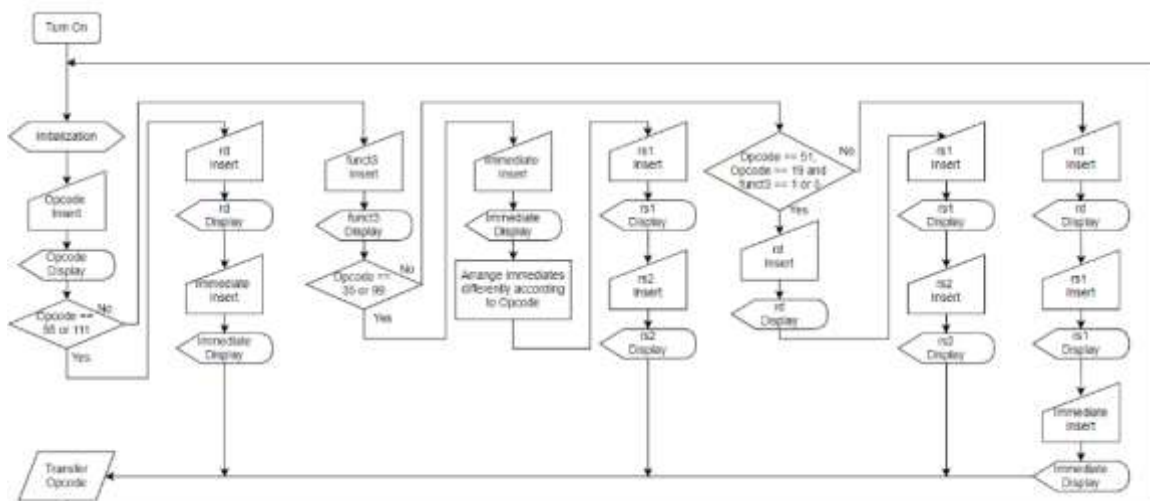 Turn On
Initialization
Opcode
Insert
Opcode
Display
Opcode ==
55 or 111
No
Yes
rd
Insert
rd
Display
Immediate
Insert
Immediate
Display
funct3
Insert
funct3
Display
Opcode ==
35 or 99
No
Yes
Immediate
Insert
Immediate
Display
Arrange Immediates
differently according
to Opcode
rs1
Insert
rs1
Display
rs2
Insert
rs2
Display
Opcode == 51,
Opcode == 19 and
funct3 == 1 or
No
Yes
rd
Insert
rd
Display
rs1
Insert
rs1
Display
rs2
Insert
rs2
Display
rd
Insert
rd
Display
rs1
Insert
rs1
Display
Immediate
Insert
Immediate
Display
Transfer
Opcode